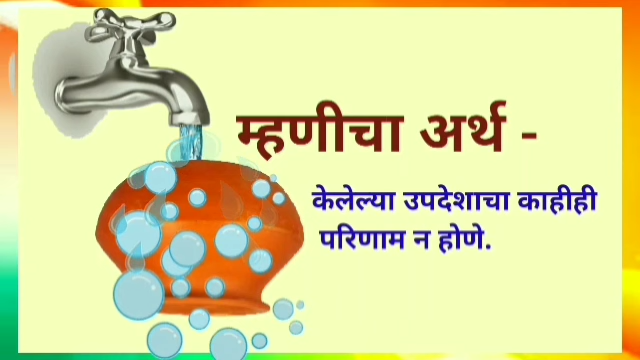 म्हणीचा अर्थ -
केलेल्या उपदेशाचा काहीही
परिणाम न होणे.